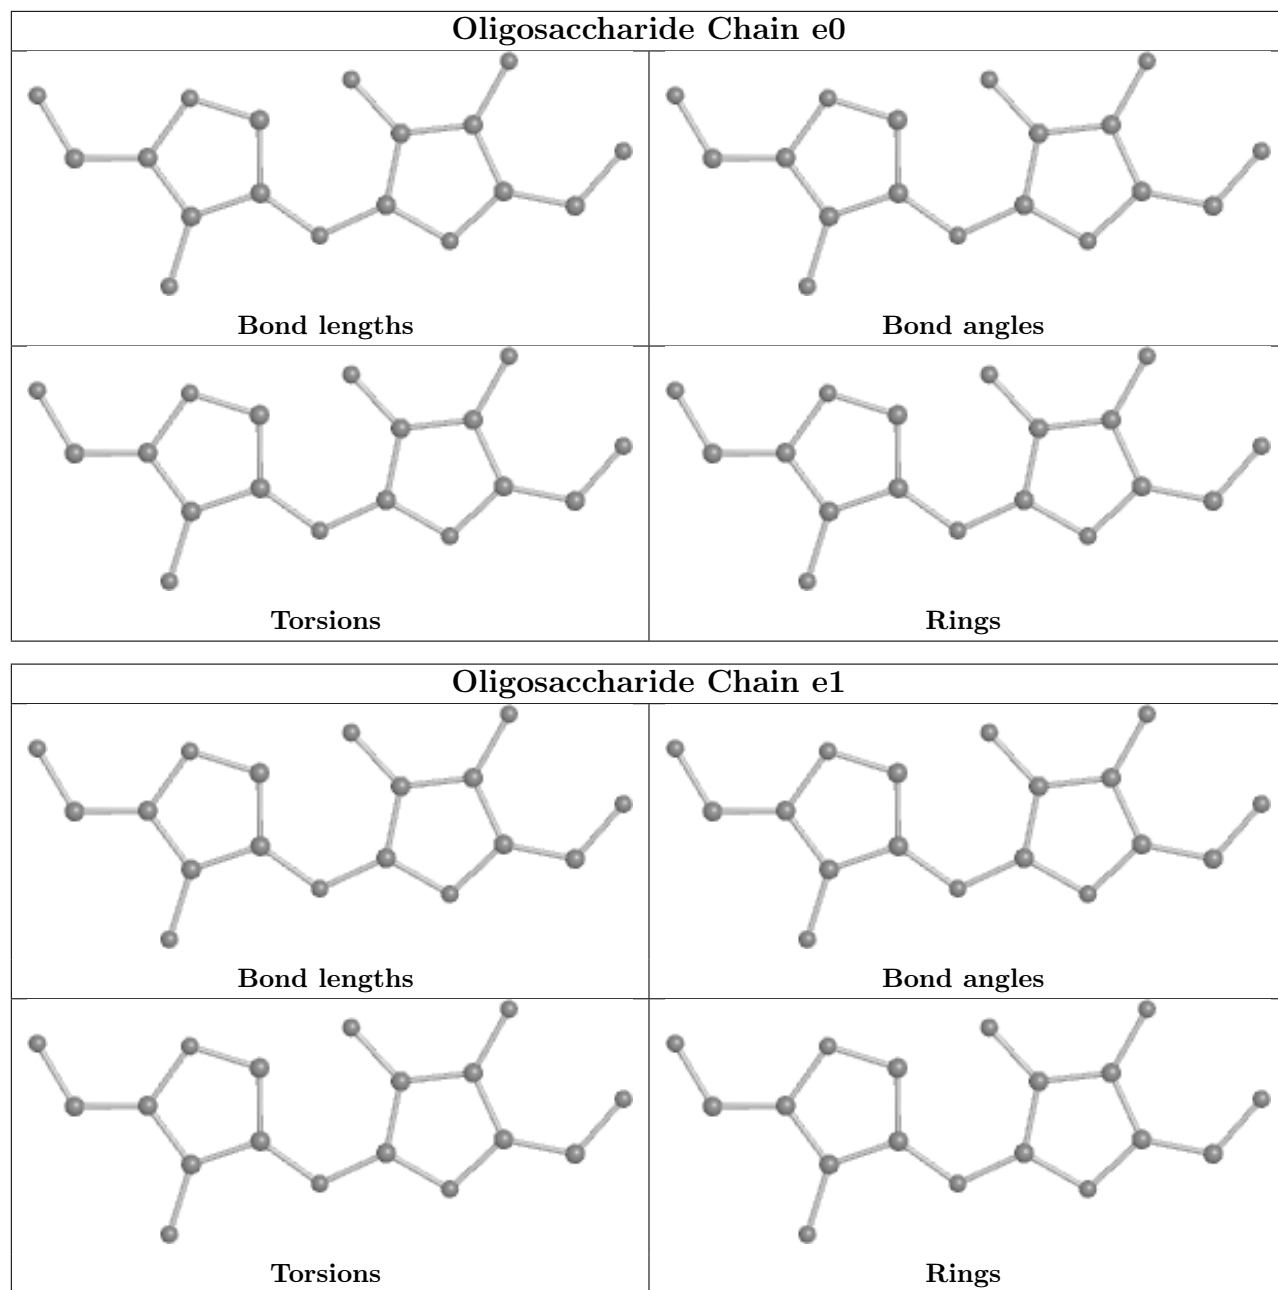 Oligosaccharide Chain e0
Bond lengths
Bond angles
Torsions
Rings
Oligosaccharide Chain e1
Bond lengths
Bond angles
Torsions
Rings